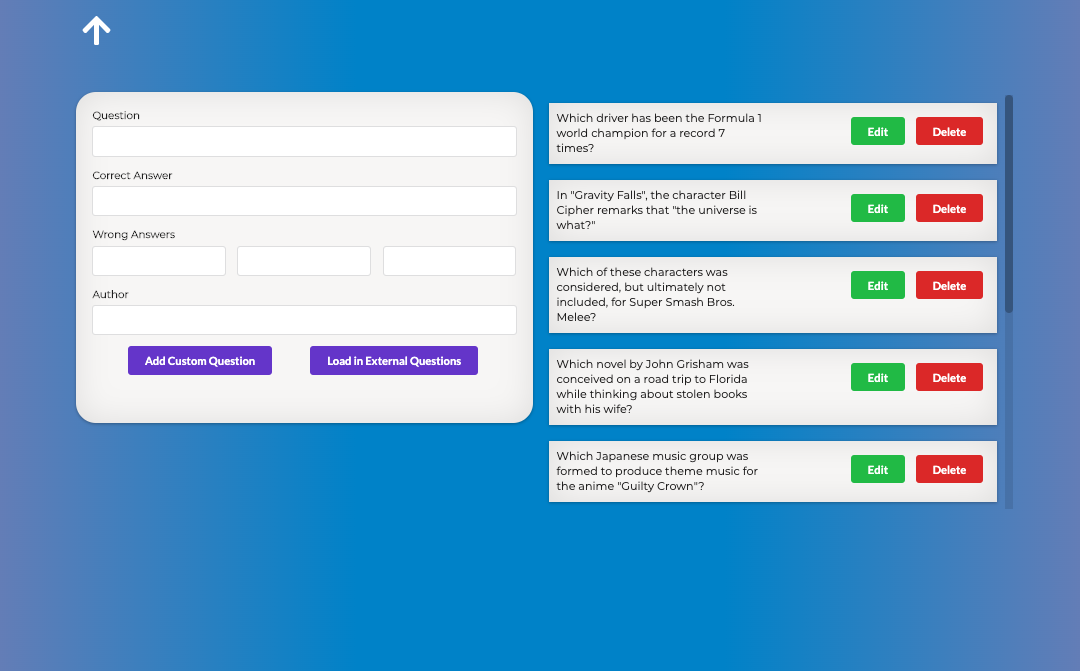 Question
Correct Answer
Wrong Answers
Author
Add Custom Question
Load in External Questions
Which driver has been the Formula 1
world champion for a record 7
times?
Edit
Delete
In "Gravity Falls", the character Bill
Cipher remarks that "the universe is
what?"
Edit
Delete
Which of these characters was
considered, but ultimately not
included, for Super Smash Bros.
Melee?
Edit
Delete
Which novel by John Grisham was
conceived on a road trip to Florida
while thinking about stolen books
with his wife?
Edit
Delete
Which Japanese music group was
formed to produce theme music for
the anime "Guilty Crown"?
Edit
Delete